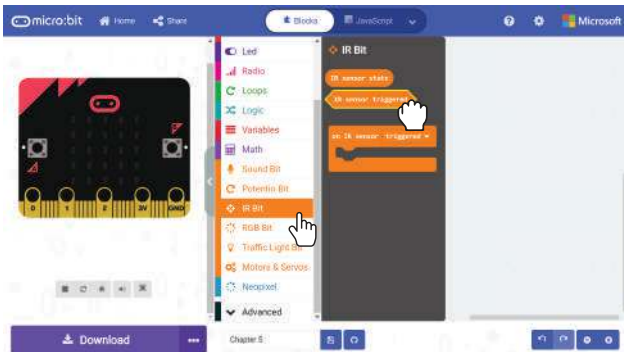 micro:bit Home Share Blocks JavaScript Microsoft
Led
Radio
Loops
Logic
Variables
Math
Sound Bit
Potentio Bit
IR Bit
RGB Bit
Traffic Light Bit
Motors & Servos
Neopixel
Advanced
IR Bit
IR sensor state
IR sensor triggered
on IR sensor triggered
0 1 2 3V GND
Download
Chapter 5